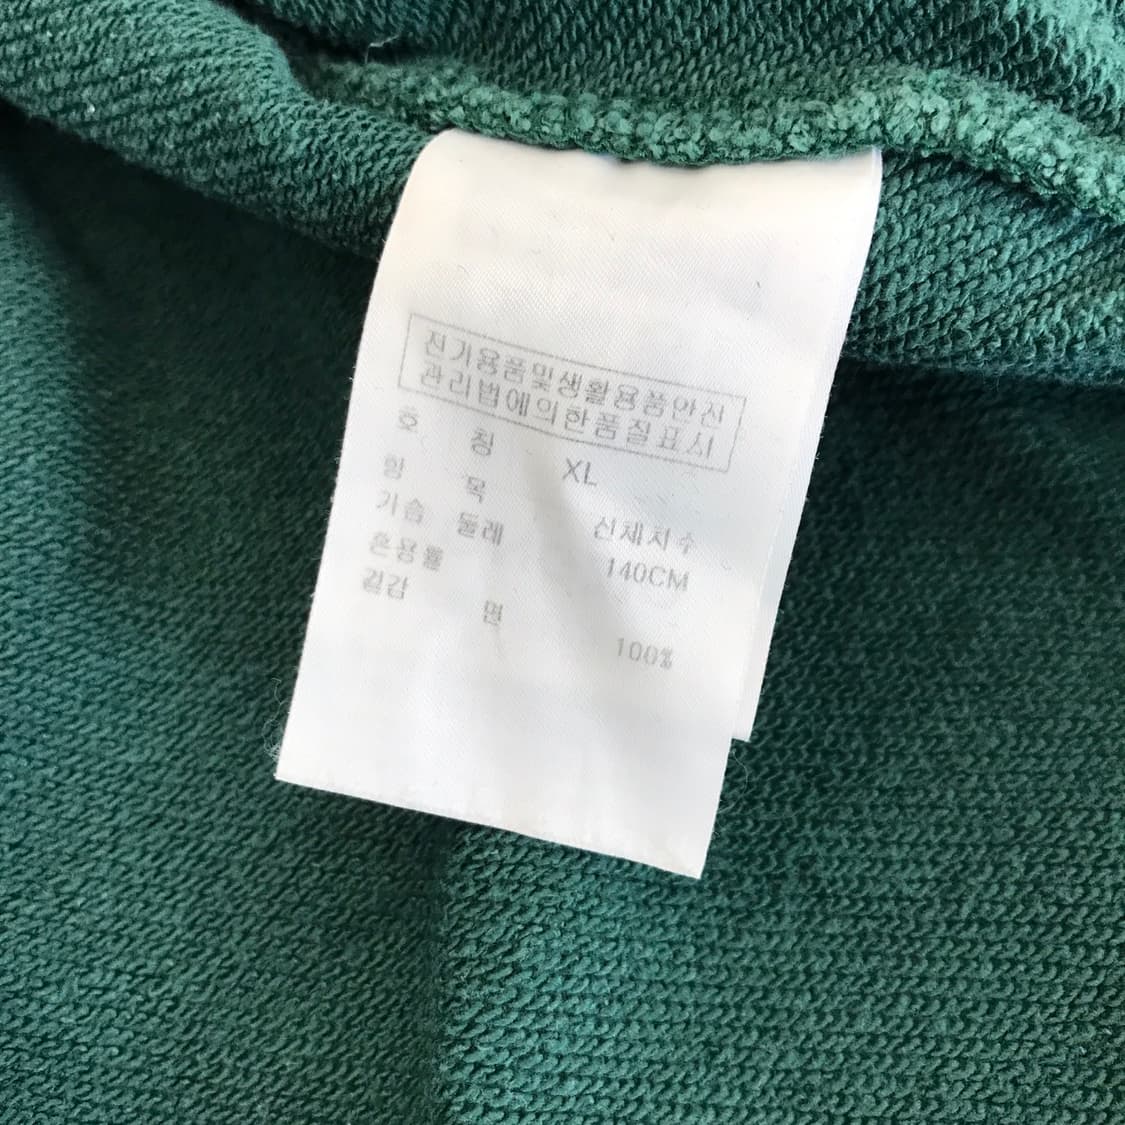 전기용품및생활용품안전
관리법에의한품질표시
호 칭 XL
항 목 신체치수
가슴 둘레 140CM
혼용률
겉감 면 100%